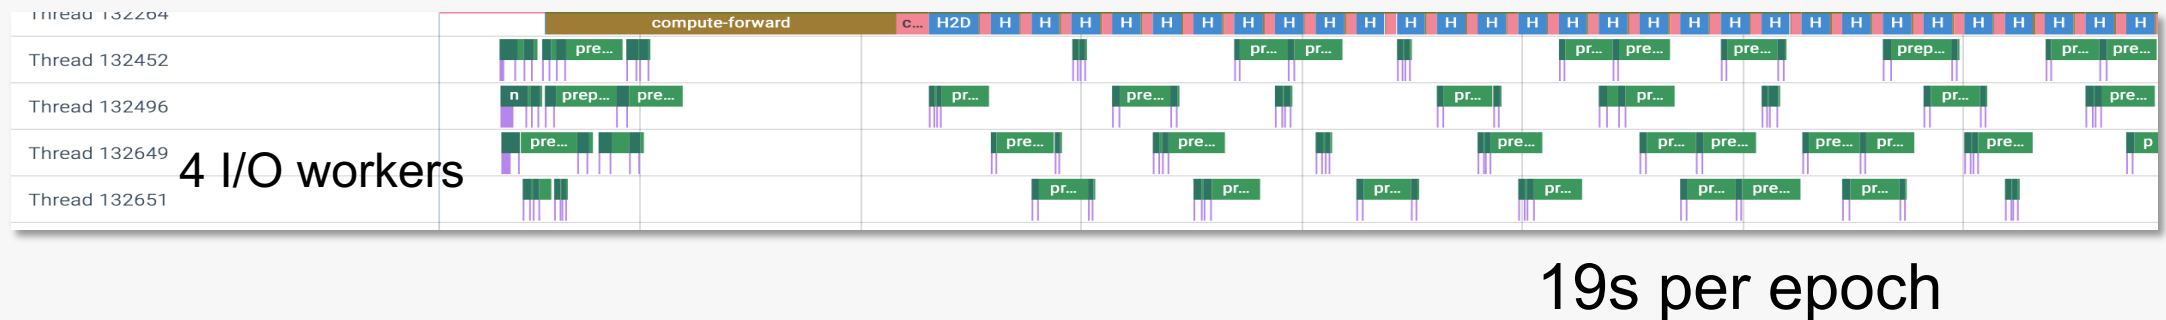 Thread 132264 compute-forward c... H2D H H H H H H H H H H H H H H H H H H H H H H H H H H H H H
Thread 132452 pre... pr... pr... pr... pre... pre... prep... pr... pre...
Thread 132496 n prep... pre... pr... pre... pr... pr... pr... pre...
Thread 132649 pre... pre... pre... pre... pr... pre... pre... pr... pre... p
4 I/O workers
Thread 132651 pr... pr... pr... pr... pr... pre... pr...
19s per epoch